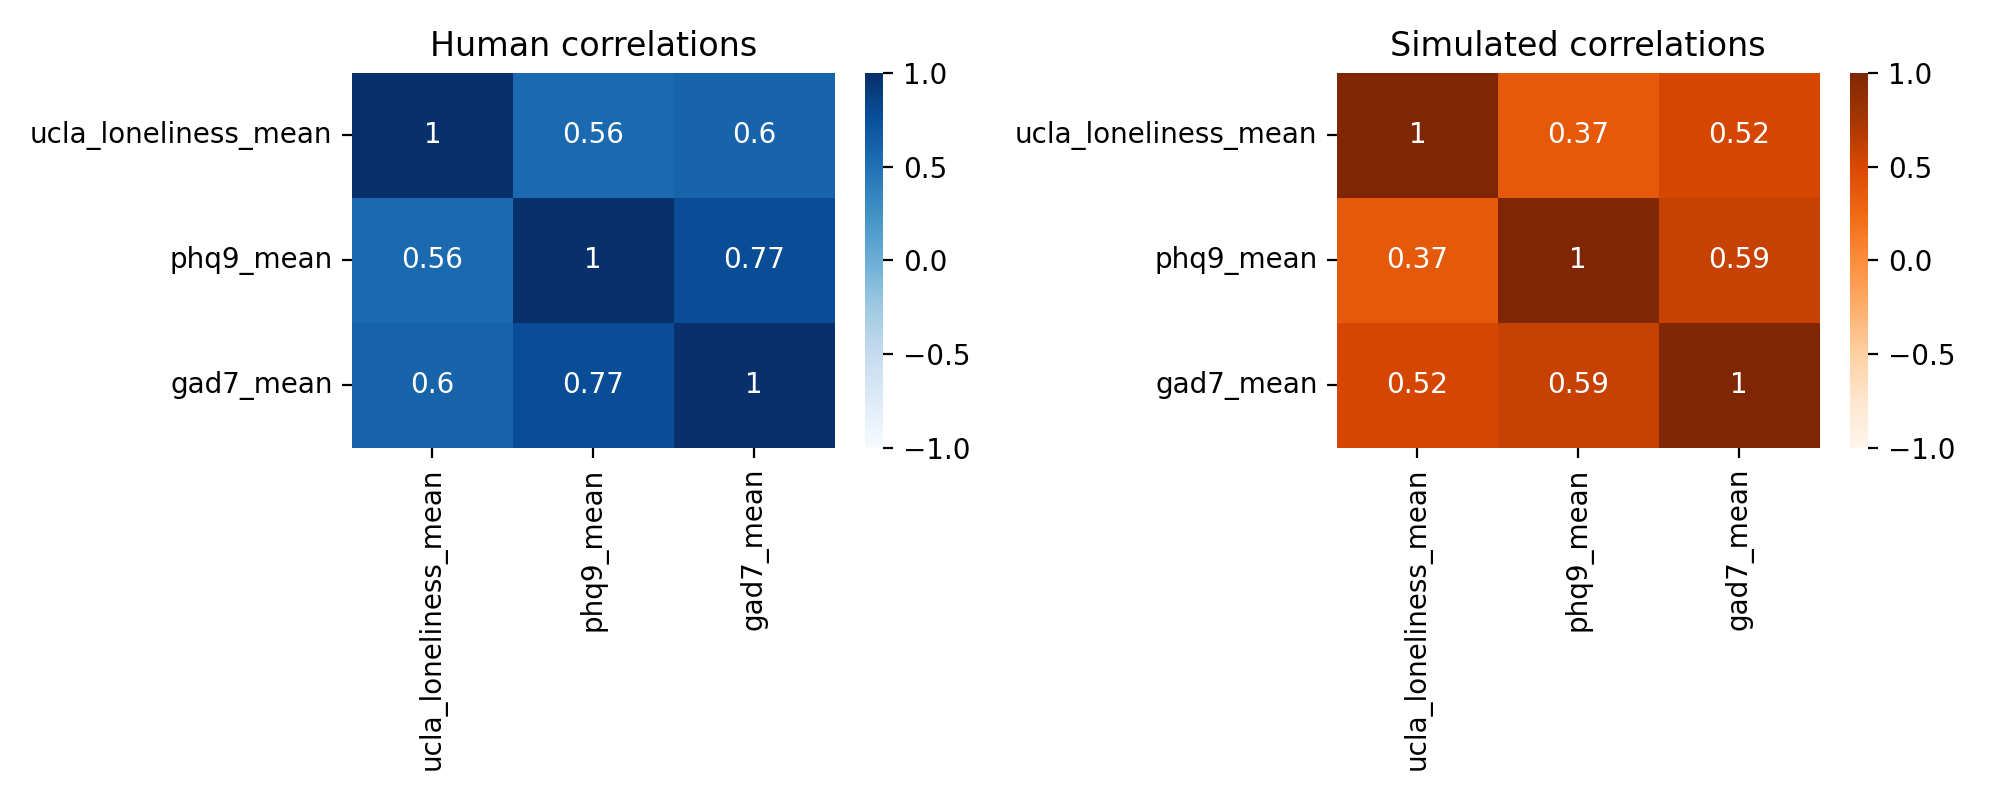 Human correlations
ucla_loneliness_mean
phq9_mean
gad7_mean
1 0.56 0.6
0.56 1 0.77
0.6 0.77 1
ucla_loneliness_mean
phq9_mean
gad7_mean
1.0
0.5
0.0
−0.5
−1.0
Simulated correlations
ucla_loneliness_mean
phq9_mean
gad7_mean
1 0.37 0.52
0.37 1 0.59
0.52 0.59 1
ucla_loneliness_mean
phq9_mean
gad7_mean
1.0
0.5
0.0
−0.5
−1.0